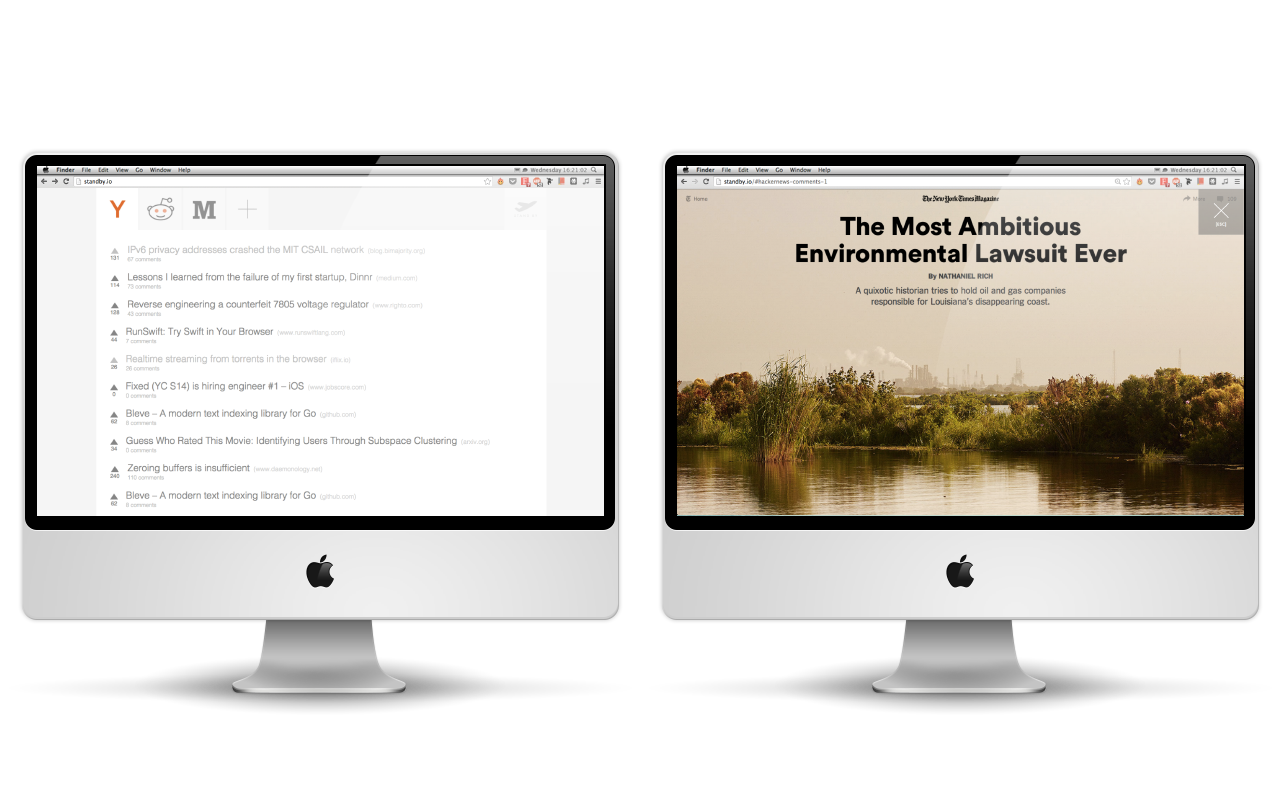 Finder File Edit View Go Window Help
Wednesday 16:21:02
standby.io
Y
M
IPv6 privacy addresses crashed the MIT CSAIL network (blog.bimajority.org)
131
67 comments
Lessons I learned from the failure of my first startup, Dinnr (medium.com)
114
73 comments
Reverse engineering a counterfeit 7805 voltage regulator (www.righto.com)
128
43 comments
RunSwift: Try Swift in Your Browser (www.runswiftlang.com)
44
7 comments
Realtime streaming from torrents in the browser
26
26 comments
Fixed (YC S14) is hiring engineer #1 – iOS (www.jobscore.com)
0
0 comments
Bleve – A modern text indexing library for Go (github.com)
62
8 comments
Guess Who Rated This Movie: Identifying Users Through Subspace Clustering (arxiv.org)
34
0 comments
Zeroing buffers is insufficient (www.daemonology.net)
240
110 comments
Bleve – A modern text indexing library for Go (github.com)
62
8 comments
Finder File Edit View Go Window Help
Wednesday 16:21:02
standby.io/#hackernews-comments-1
Home
The New York Times Magazine
The Most Ambitious
Environmental Lawsuit Ever
By NATHANIEL RICH
A quixotic historian tries to hold oil and gas companies
responsible for Louisiana's disappearing coast.